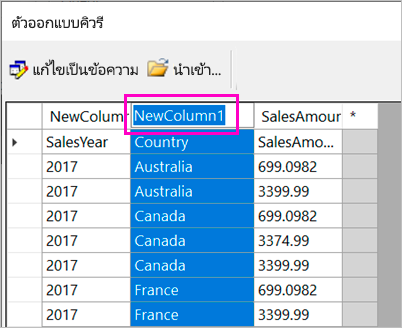 ตัวออกแบบคิวรี
แก้ไขเป็นข้อความ นำเข้า...
NewColumn NewColumn1 SalesAmoun *
SalesYear Country SalesAmo...
2017 Australia 699.0982
2017 Australia 3399.99
2017 Canada 699.0982
2017 Canada 3374.99
2017 Canada 3399.99
2017 France 699.0982
2017 France 3399.99